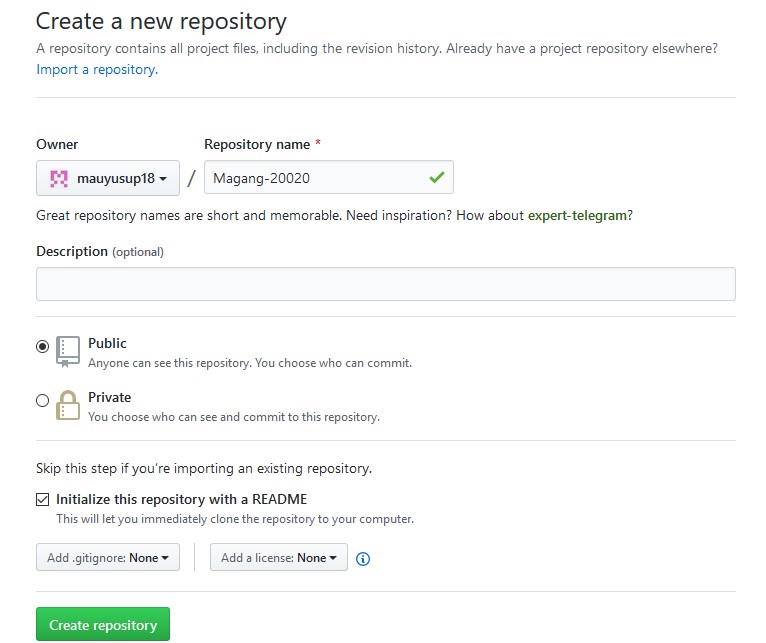 Create a new repository
A repository contains all project files, including the revision history. Already have a project repository elsewhere?
Import a repository.
Owner
Repository name *
mauyusup18 / Magang-20020
Great repository names are short and memorable. Need inspiration? How about expert-telegram?
Description (optional)
Public
Anyone can see this repository. You choose who can commit.
Private
You choose who can see and commit to this repository.
Skip this step if you're importing an existing repository.
Initialize this repository with a README
This will let you immediately clone the repository to your computer.
Add .gitignore: None
Add a license: None
Create repository